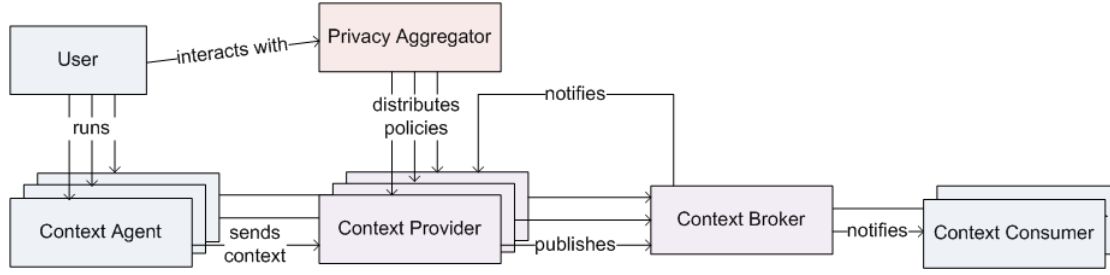 User
interacts with
Privacy Aggregator
runs
distributes
policies
notifies
Context Agent
sends
context
Context Provider
publishes
Context Broker
notifies
Context Consumer